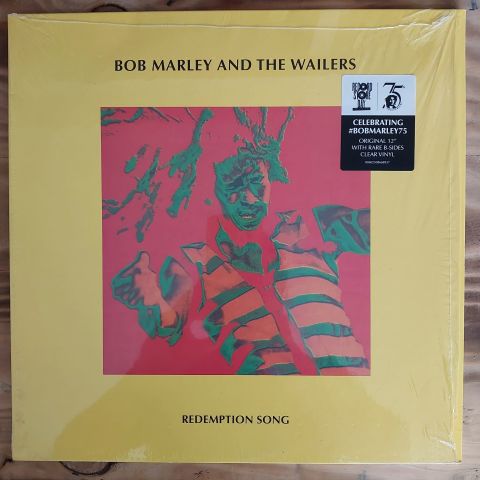 BOB MARLEY AND THE WAILERS
75
CELEBRATING
#BOBMARLEY75
ORIGINAL 12"
WITH RARE B-SIDES
CLEAR VINYL
REDEMPTION SONG